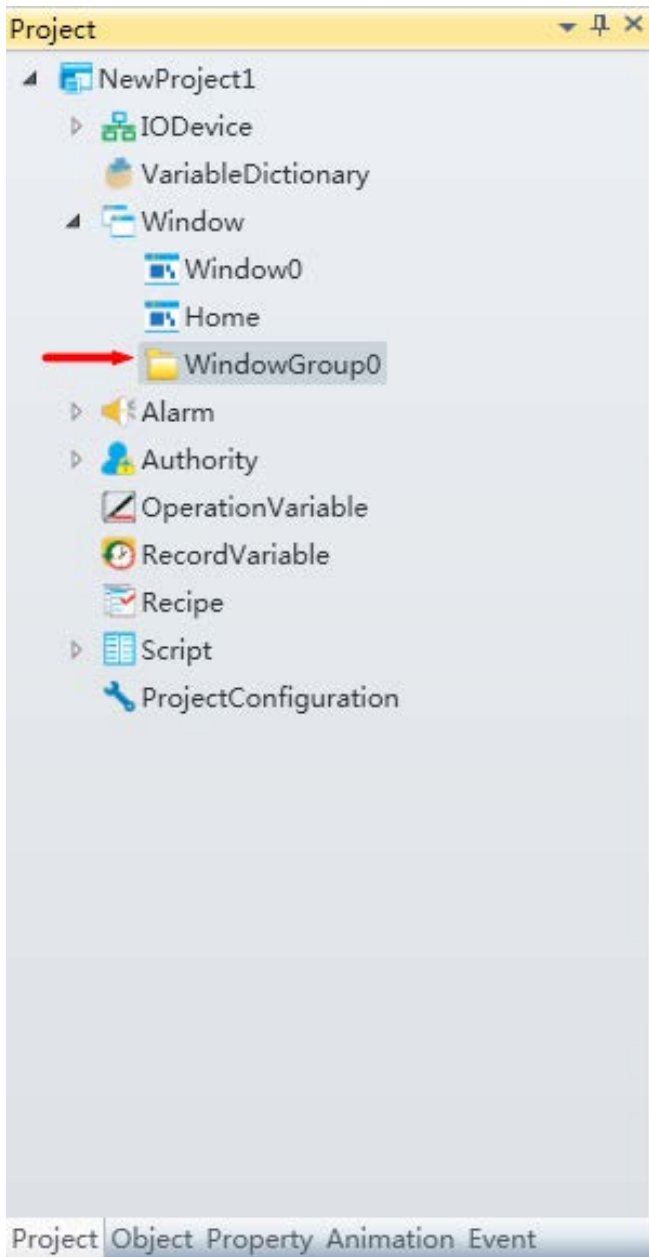 Project
NewProject1
IODevice
VariableDictionary
Window
Window0
Home
WindowGroup0
Alarm
Authority
OperationVariable
RecordVariable
Recipe
Script
ProjectConfiguration
Project Object Property Animation Event